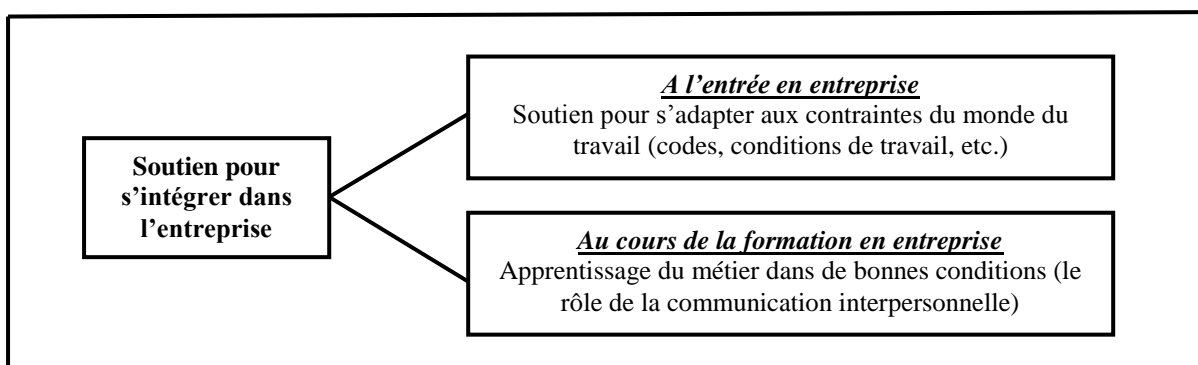 A l’entrée en entreprise
Soutien pour s’adapter aux contraintes du monde du
travail (codes, conditions de travail, etc.)
Soutien pour
s’intégrer dans
l’entreprise
Au cours de la formation en entreprise
Apprentissage du métier dans de bonnes conditions (le
rôle de la communication interpersonnelle)